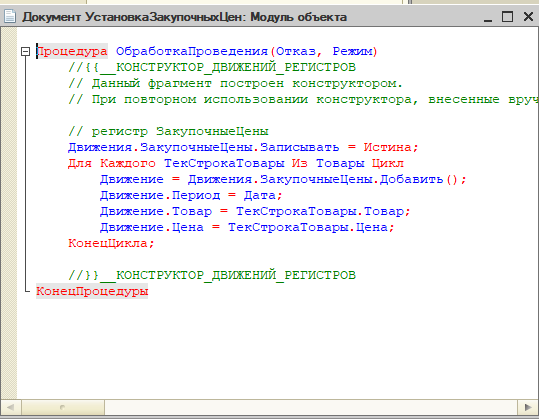 Документ УстановкаЗакупочныхЦен: Модуль объекта
Процедура ОбработкаПроведения(Отказ, Режим)
//{{__КОНСТРУКТОР_ДВИЖЕНИЙ_РЕГИСТРОВ
// Данный фрагмент построен конструктором.
// При повторном использовании конструктора, внесенные вруч
// регистр ЗакупочныеЦены
Движения.ЗакупочныеЦены.Записывать = Истина;
Для Каждого ТекСтрокаТовары Из Товары Цикл
Движение = Движения.ЗакупочныеЦены.Добавить();
Движение.Период = Дата;
Движение.Товар = ТекСтрокаТовары.Товар;
Движение.Цена = ТекСтрокаТовары.Цена;
КонецЦикла;
//}}__КОНСТРУКТОР_ДВИЖЕНИЙ_РЕГИСТРОВ
КонецПроцедуры